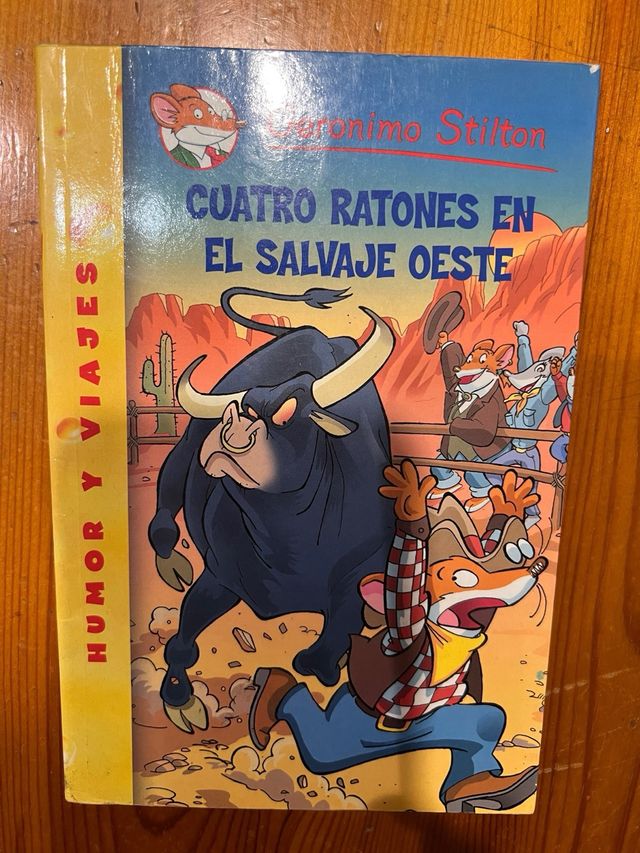 Geronimo Stilton
CUATRO RATONES EN
EL SALVAJE OESTE
HUMOR Y VIAJES